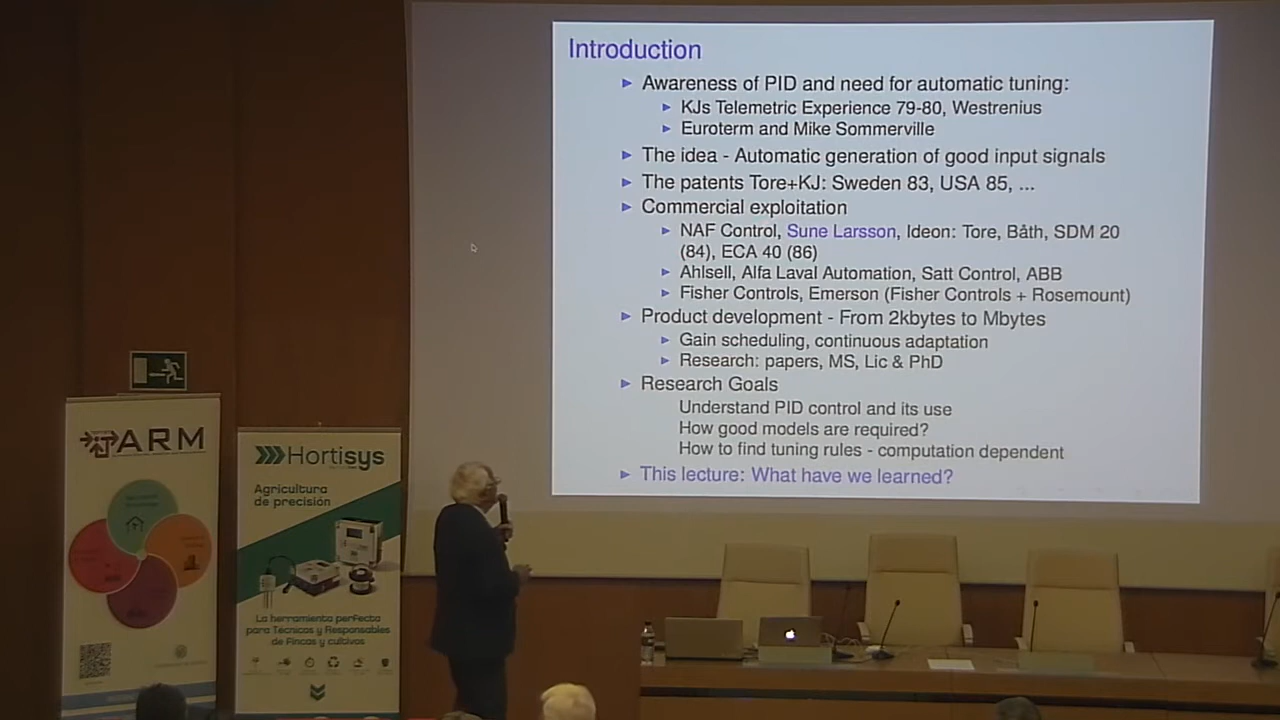 Introduction
Awareness of PID and need for automatic tuning:
KJs Telemetric Experience 79-80, Westrenius
Euroterm and Mike Sommerville
The idea - Automatic generation of good input signals
The patents Tore+KJ: Sweden 83, USA 85, ...
Commercial exploitation
NAF Control, Sune Larsson, Ideon: Tore, Båth, SDM 20
(84), ECA 40 (86)
Ahlsell, Alfa Laval Automation, Satt Control, ABB
Fisher Controls, Emerson (Fisher Controls + Rosemount)
Product development - From 2kbytes to Mbytes
Gain scheduling, continuous adaptation
Research: papers, MS, Lic & PhD
Research Goals
Understand PID control and its use
How good models are required?
How to find tuning rules - computation dependent
This lecture: What have we learned?
ARM
Hortisys
Agricultura
de precisión
La herramienta perfecta
para Técnicos y Responsables
de Fincas y cultivos